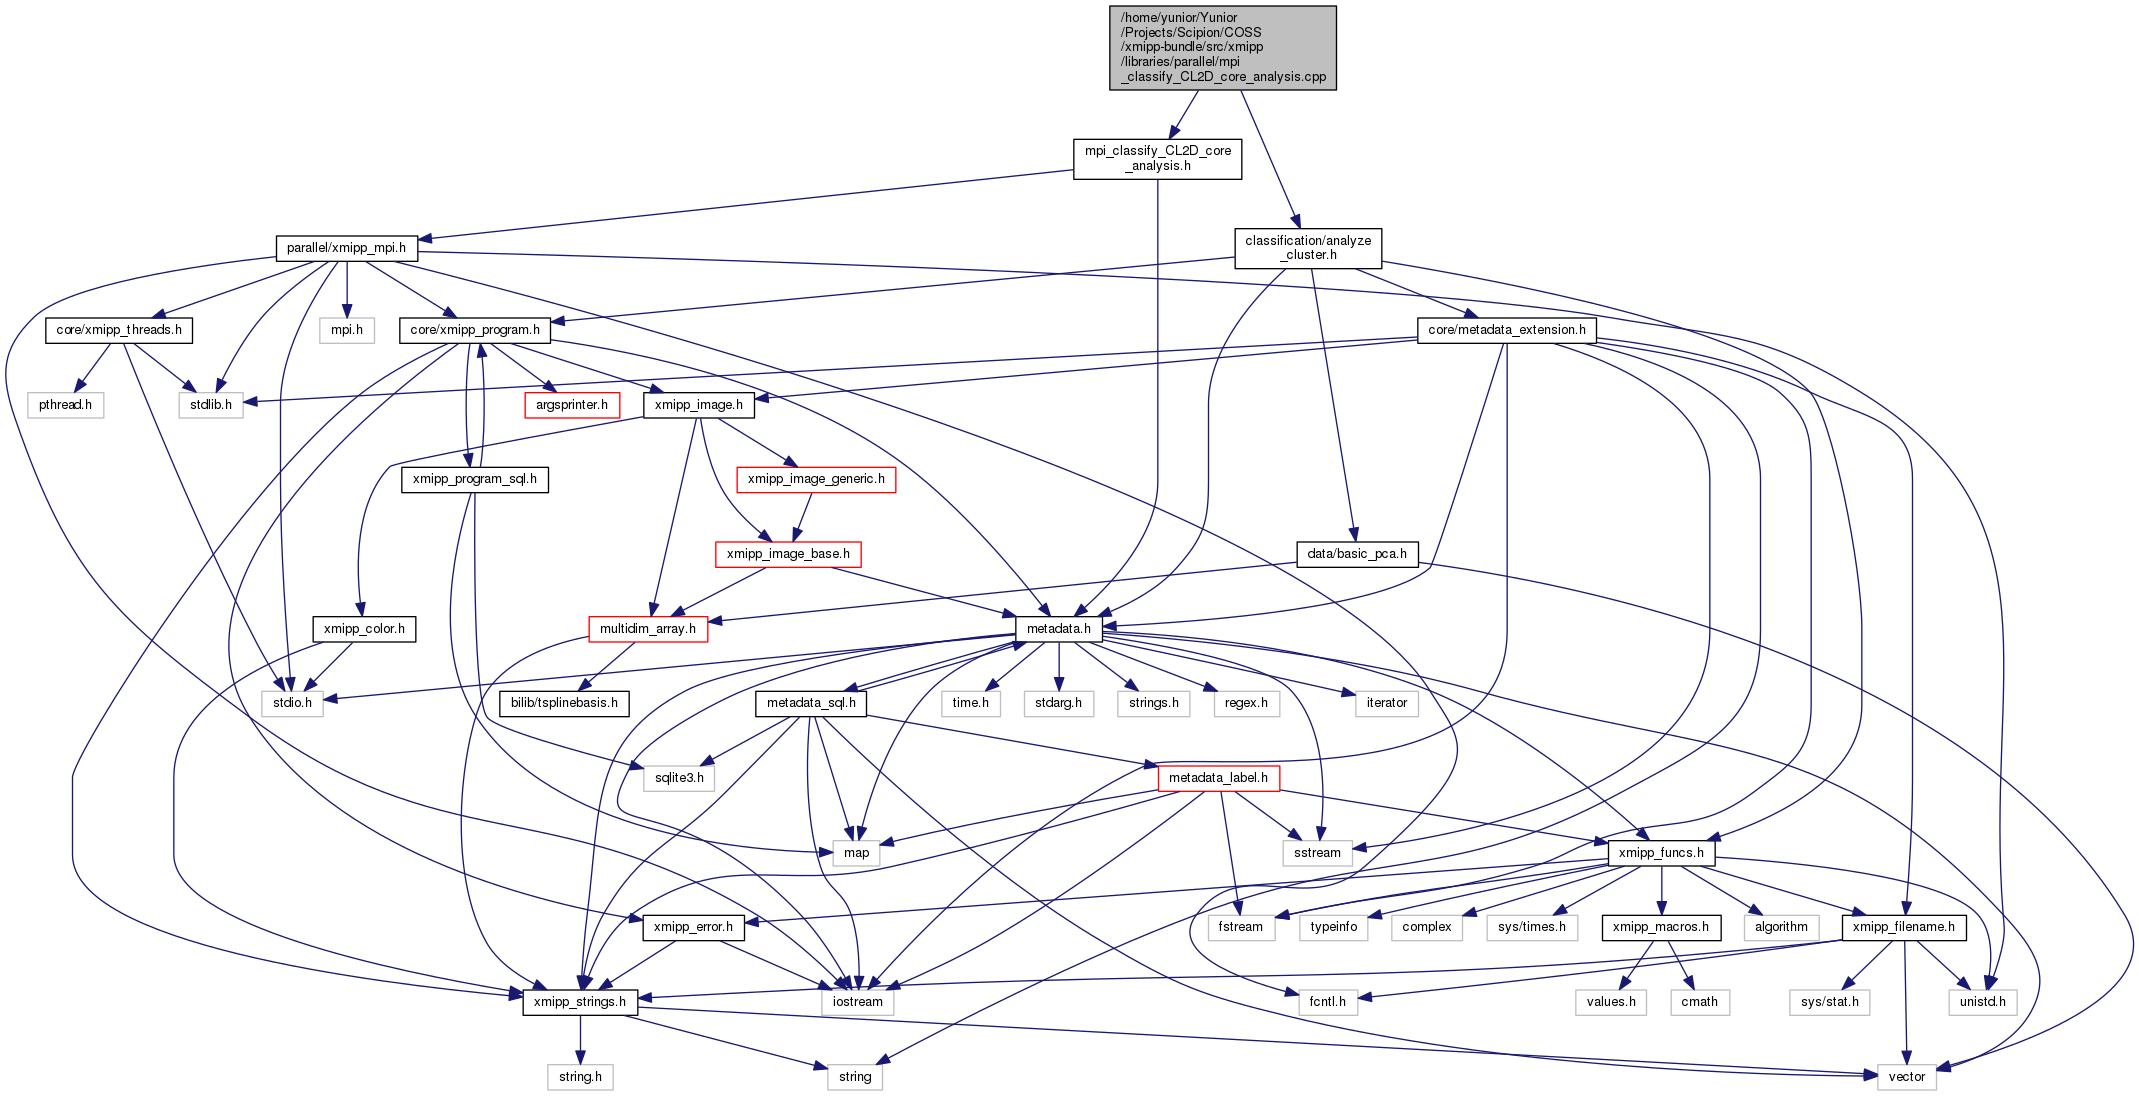 /home/yunior/Yunior
/Projects/Scipion/COSS
/xmipp-bundle/src/xmipp
/libraries/parallel/mpi
_classify_CL2D_core_analysis.cpp
mpi_classify_CL2D_core
_analysis.h
parallel/xmipp_mpi.h
classification/analyze
_cluster.h
core/xmipp_threads.h
mpi.h
core/xmipp_program.h
core/metadata_extension.h
pthread.h
stdlib.h
argsprinter.h
xmipp_image.h
xmipp_program_sql.h
xmipp_image_generic.h
xmipp_image_base.h
data/basic_pca.h
xmipp_color.h
multidim_array.h
metadata.h
stdio.h
bilib/tsplinebasis.h
metadata_sql.h
time.h
stdarg.h
strings.h
regex.h
iterator
sqlite3.h
metadata_label.h
map
sstream
xmipp_funcs.h
xmipp_error.h
fstream
typeinfo
complex
sys/times.h
xmipp_macros.h
algorithm
xmipp_filename.h
xmipp_strings.h
iostream
fcntl.h
values.h
cmath
sys/stat.h
unistd.h
string.h
string
vector